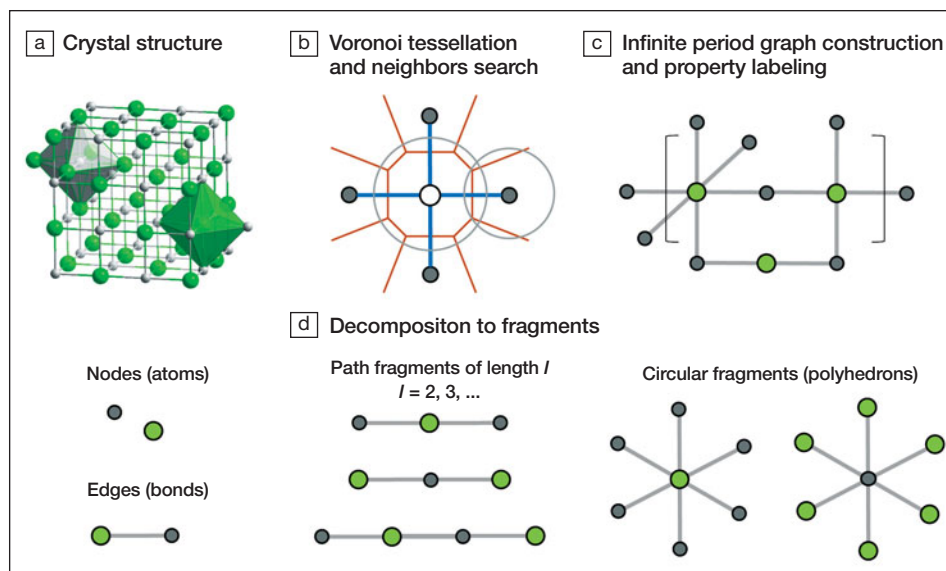 a Crystal structure
b Voronoi tessellation
and neighbors search
c Infinite period graph construction
and property labeling
d Decompositon to fragments
Nodes (atoms)
Edges (bonds)
Path fragments of length l
l = 2, 3, ...
Circular fragments (polyhedrons)